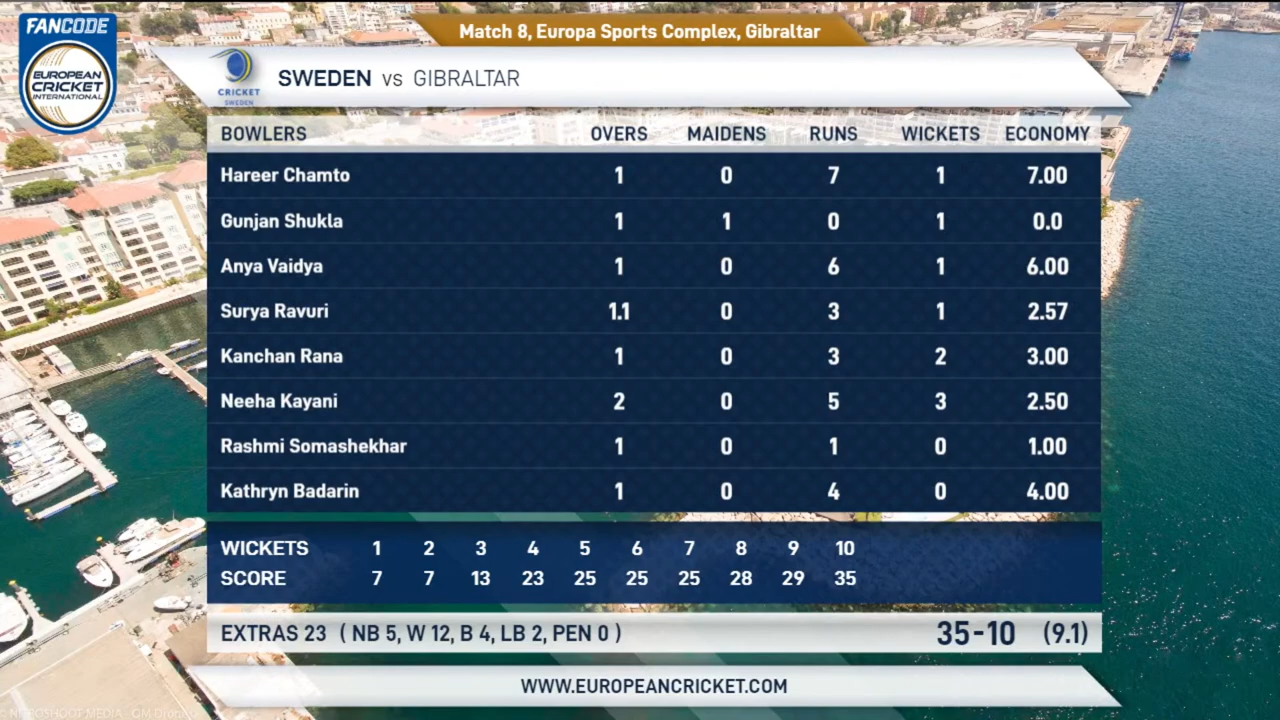 FANCODE
EUROPEAN
CRICKET
INTERNATIONAL
Match 8, Europa Sports Complex, Gibraltar
CRICKET
SWEDEN
SWEDEN vs GIBRALTAR
BOWLERS OVERS MAIDENS RUNS WICKETS ECONOMY
Hareer Chamto 1 0 7 1 7.00
Gunjan Shukla 1 1 0 1 0.0
Anya Vaidya 1 0 6 1 6.00
Surya Ravuri 1.1 0 3 1 2.57
Kanchan Rana 1 0 3 2 3.00
Neeha Kayani 2 0 5 3 2.50
Rashmi Somashekhar 1 0 1 0 1.00
Kathryn Badarin 1 0 4 0 4.00
WICKETS 1 2 3 4 5 6 7 8 9 10
SCORE 7 7 13 23 25 25 25 28 29 35
EXTRAS 23 ( NB 5, W 12, B 4, LB 2, PEN 0 ) 35-10 (9.1)
WWW.EUROPEANCRICKET.COM